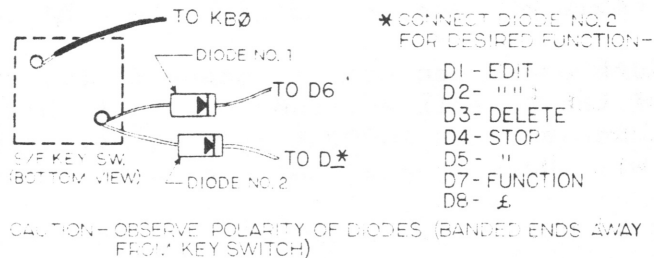 TO KBØ
DIODE NO. 1
TO D6
TO D_*
S/F KEY SW.
(BOTTOM VIEW)
DIODE NO. 2
* CONNECT DIODE NO. 2
FOR DESIRED FUNCTION-
D1 - EDIT
D2 - " "
D3 - DELETE
D4 - STOP
D5 - "
D7 - FUNCTION
D8 - £
CAUTION - OBSERVE POLARITY OF DIODES (BANDED ENDS AWAY
FROM KEY SWITCH)